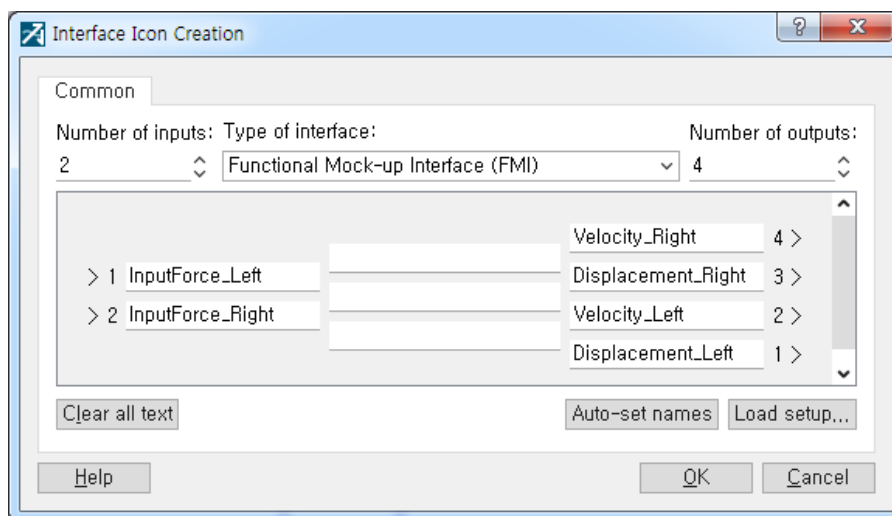 Interface Icon Creation
Common
Number of inputs: Type of interface: Number of outputs:
2 Functional Mock-up Interface (FMI) 4
Velocity_Right 4 >
> 1 InputForce_Left Displacement_Right 3 >
> 2 InputForce_Right Velocity_Left 2 >
Displacement_Left 1 >
Clear all text Auto-set names Load setup...
Help OK Cancel